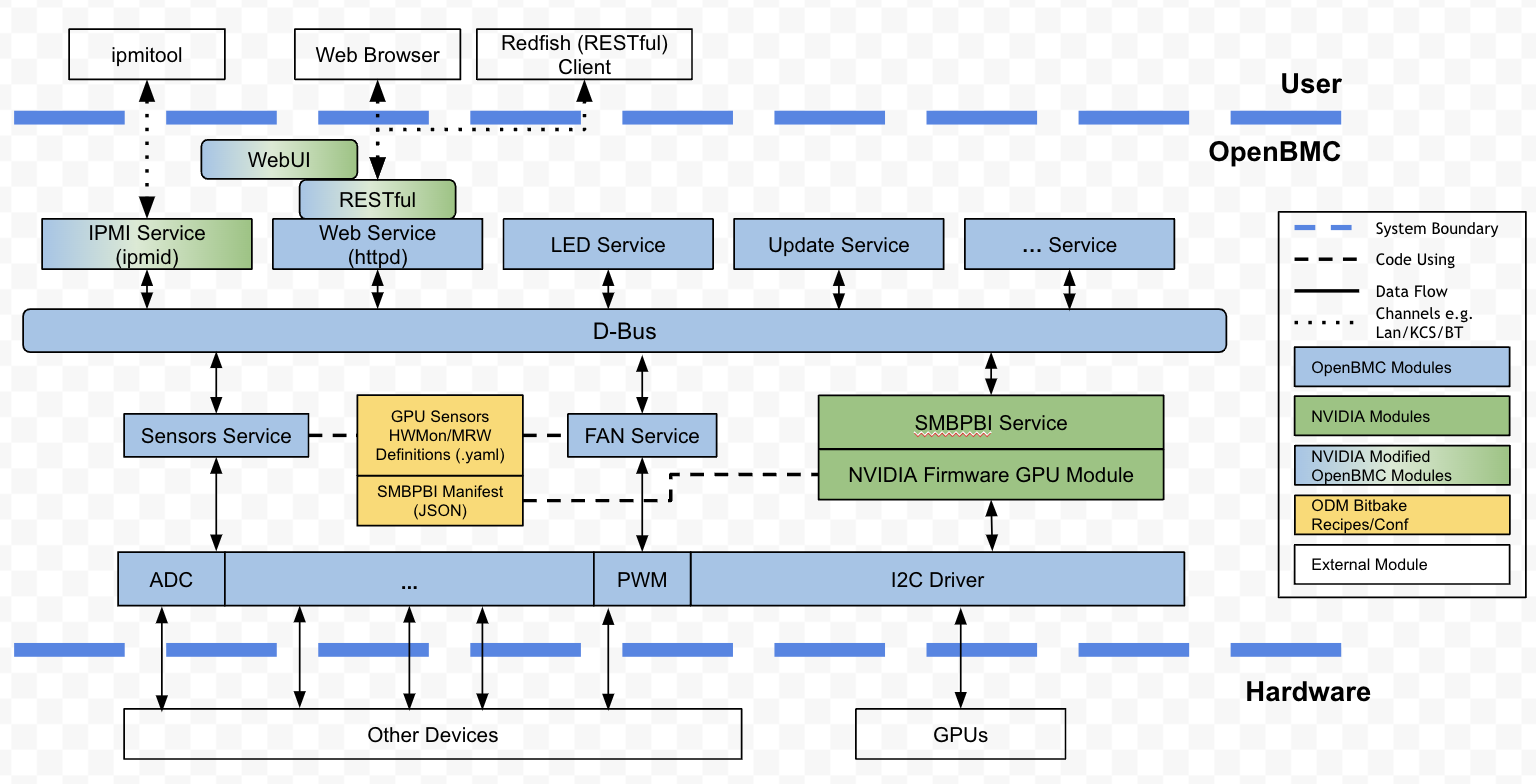 ipmitool
Web Browser
Redfish (RESTful)
Client
User
OpenBMC
WebUI
RESTful
IPMI Service
(ipmid)
Web Service
(httpd)
LED Service
Update Service
... Service
D-Bus
Sensors Service
GPU Sensors
HWMon/MRW
Definitions (.yaml)
SMBPBI Manifest
(JSON)
FAN Service
SMBPBI Service
NVIDIA Firmware GPU Module
ADC
...
PWM
I2C Driver
Hardware
Other Devices
GPUs
System Boundary
Code Using
Data Flow
Channels e.g.
Lan/KCS/BT
OpenBMC Modules
NVIDIA Modules
NVIDIA Modified
OpenBMC Modules
ODM Bitbake
Recipes/Conf
External Module